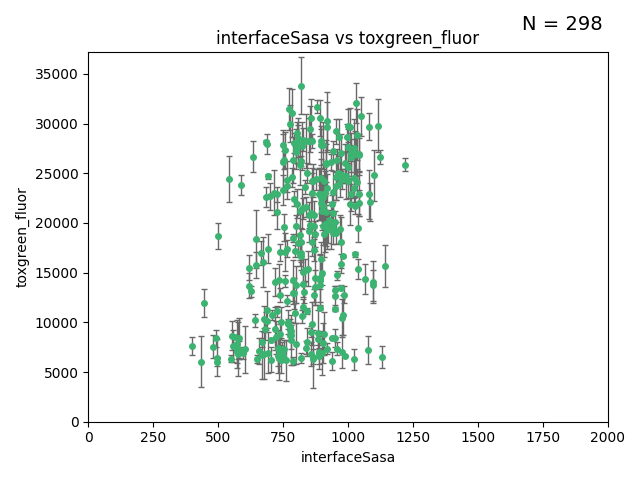 N = 298
interfaceSasa vs toxgreen_fluor
35000
30000
25000
20000
15000
10000
5000
0
toxgreen_fluor
0 250 500 750 1000 1250 1500 1750 2000
interfaceSasa